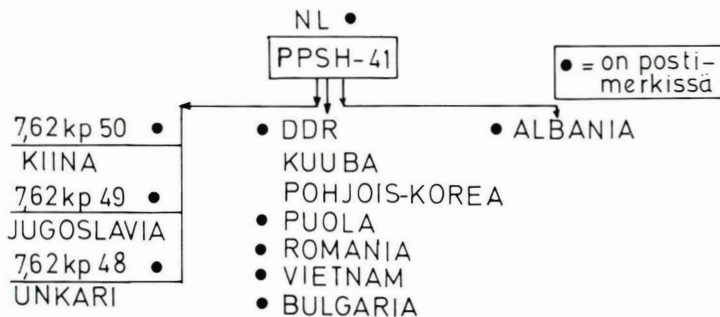 NL ●
PPSH-41
● = on posti-
merkissä
7,62 kp 50 ●
KIINA
7,62 kp 49 ●
JUGOSLAVIA
7,62 kp 48 ●
UNKARI
● DDR
KUUBA
POHJOIS-KOREA
● PUOLA
● ROMANIA
● VIETNAM
● BULGARIA
● ALBANIA